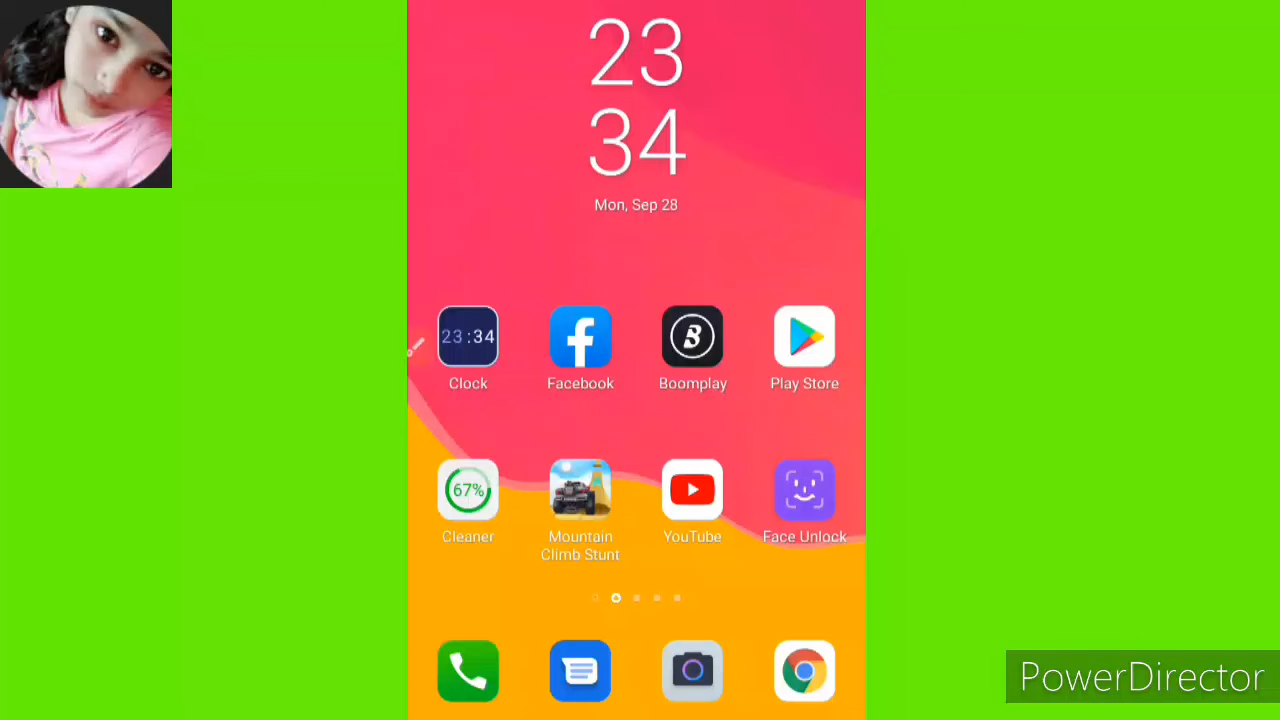 23
34
Mon, Sep 28
23:34
Clock
Facebook
Boomplay
Play Store
67%
Cleaner
Mountain
Climb Stunt
YouTube
Face Unlock
PowerDirector